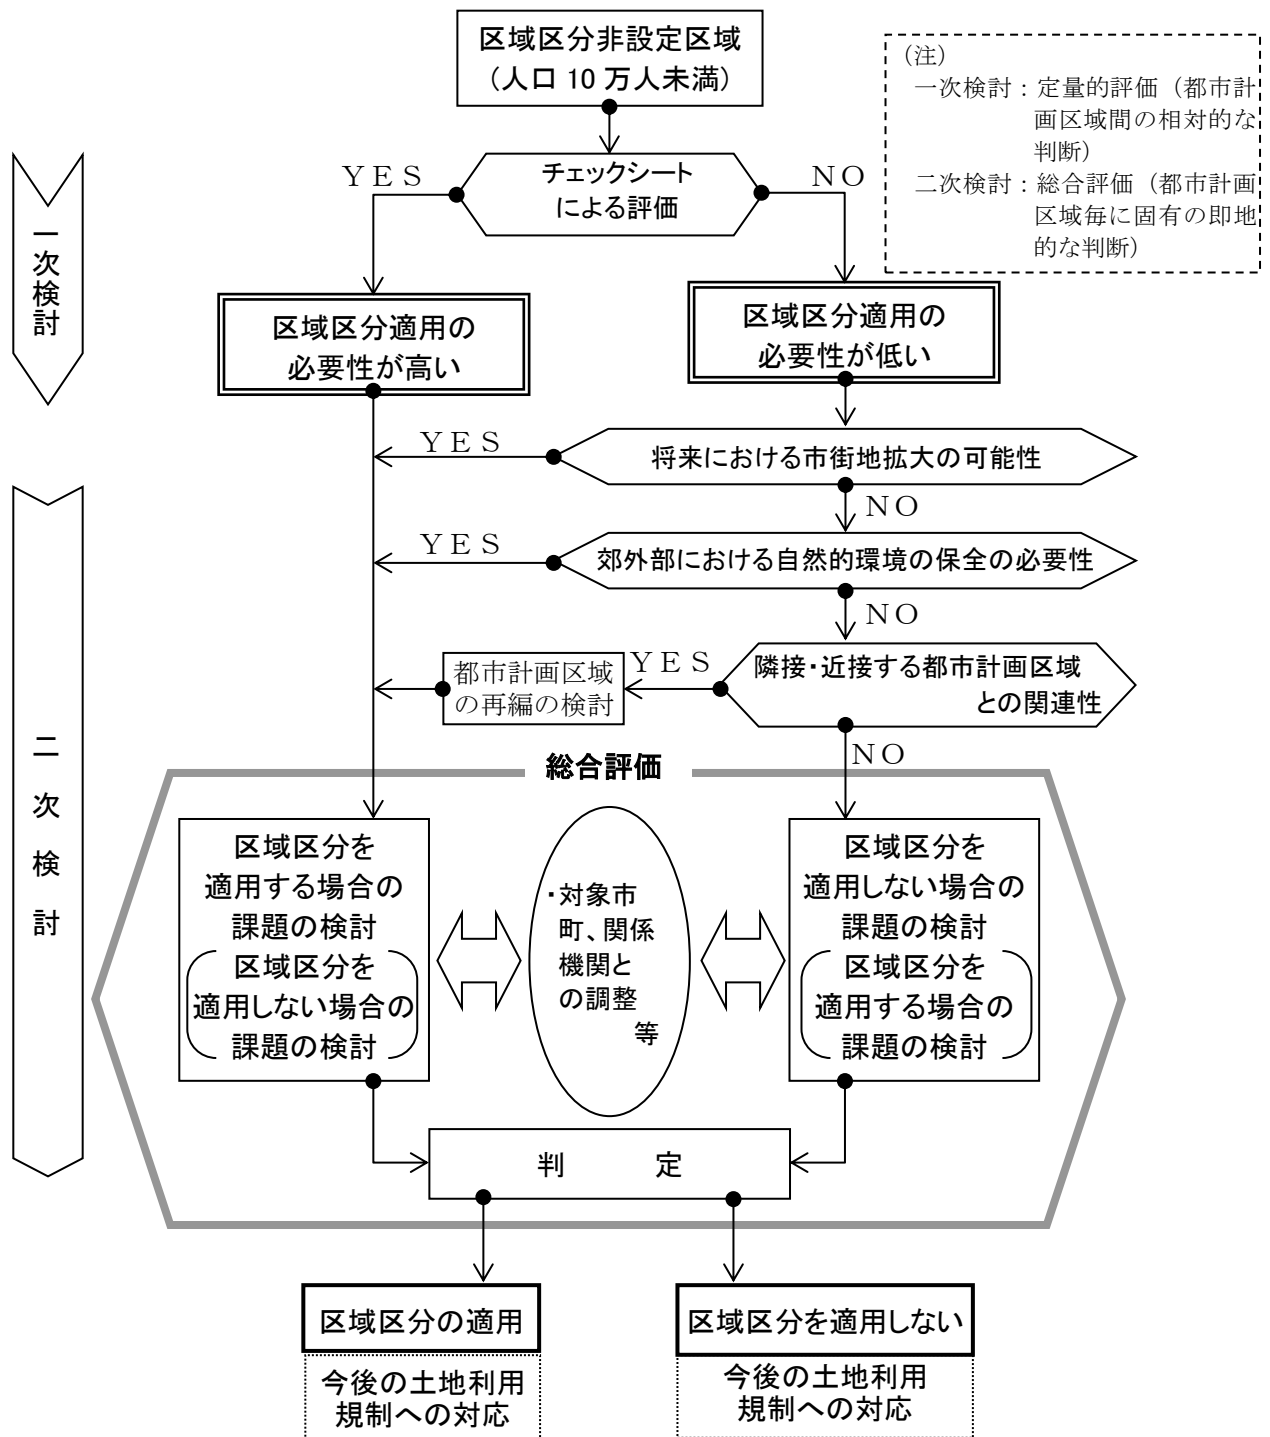 区域区分非設定区域
(人口 10 万人未満)
（注）
一次検討：定量的評価（都市計
画区域間の相対的な
判断）
二次検討：総合評価（都市計画
区域毎に固有の即地
的な判断）
一次検討
ＹＥＳ
チェックシート
による評価
ＮＯ
区域区分適用の
必要性が高い
区域区分適用の
必要性が低い
ＹＥＳ
将来における市街地拡大の可能性
ＮＯ
ＹＥＳ
郊外部における自然的環境の保全の必要性
ＮＯ
二次検討
都市計画区域
の再編の検討
ＹＥＳ
隣接・近接する都市計画区域
との関連性
ＮＯ
総合評価
区域区分を
適用する場合の
課題の検討
区域区分を
適用しない場合の
課題の検討
・対象市
町、関係
機関と
の調整
等
区域区分を
適用しない場合の
課題の検討
区域区分を
適用する場合の
課題の検討
判　　定
区域区分の適用
今後の土地利用
規制への対応
区域区分を適用しない
今後の土地利用
規制への対応